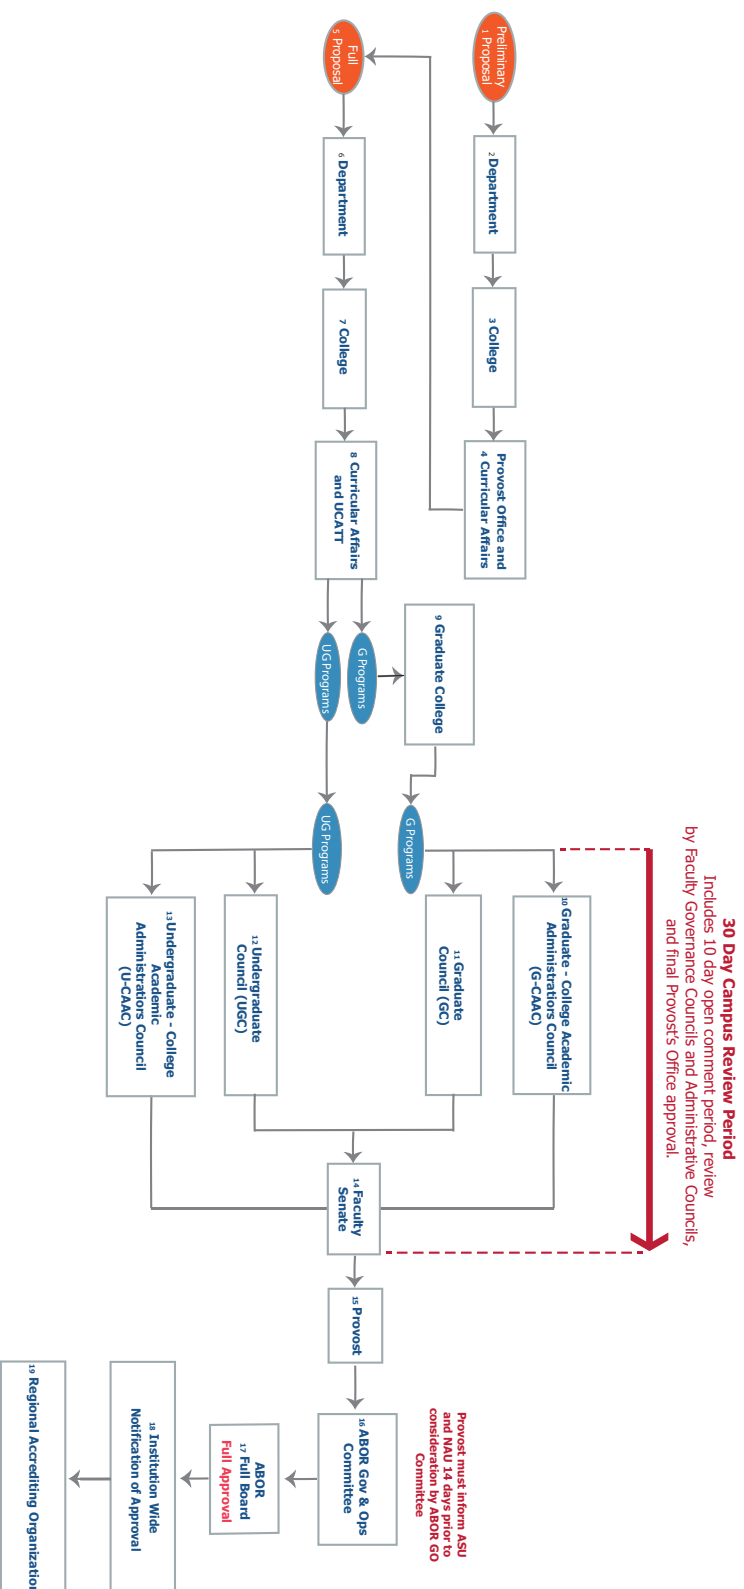 30 Day Campus Review Period
Includes 10 day open comment period, review
by Faculty Governance Councils and Administrative Councils,
and final Provost's Office approval.
Preliminary
1 Proposal
2 Department
3 College
Provost Office and
4 Curricular Affairs
Full
5 Proposal
6 Department
7 College
8 Curricular Affairs
and UCATT
G Programs
UG Programs
9 Graduate College
G Programs
UG Programs
10 Graduate - College Academic
Administratiors Council
(G-CAAC)
11 Graduate
Council (GC)
12 Undergraduate
Council (UGC)
13 Undergraduate - College
Academic
Administratiors Council
(U-CAAC)
14 Faculty
Senate
15 Provost
Provost must inform ASU
and NAU 14 days prior to
consideration by ABOR GO
Committee
16 ABOR Gov & Ops
Committee
ABOR
17 Full Board
Full Approval
18 Institution Wide
Notification of Approval
19 Regional Accrediting Organization